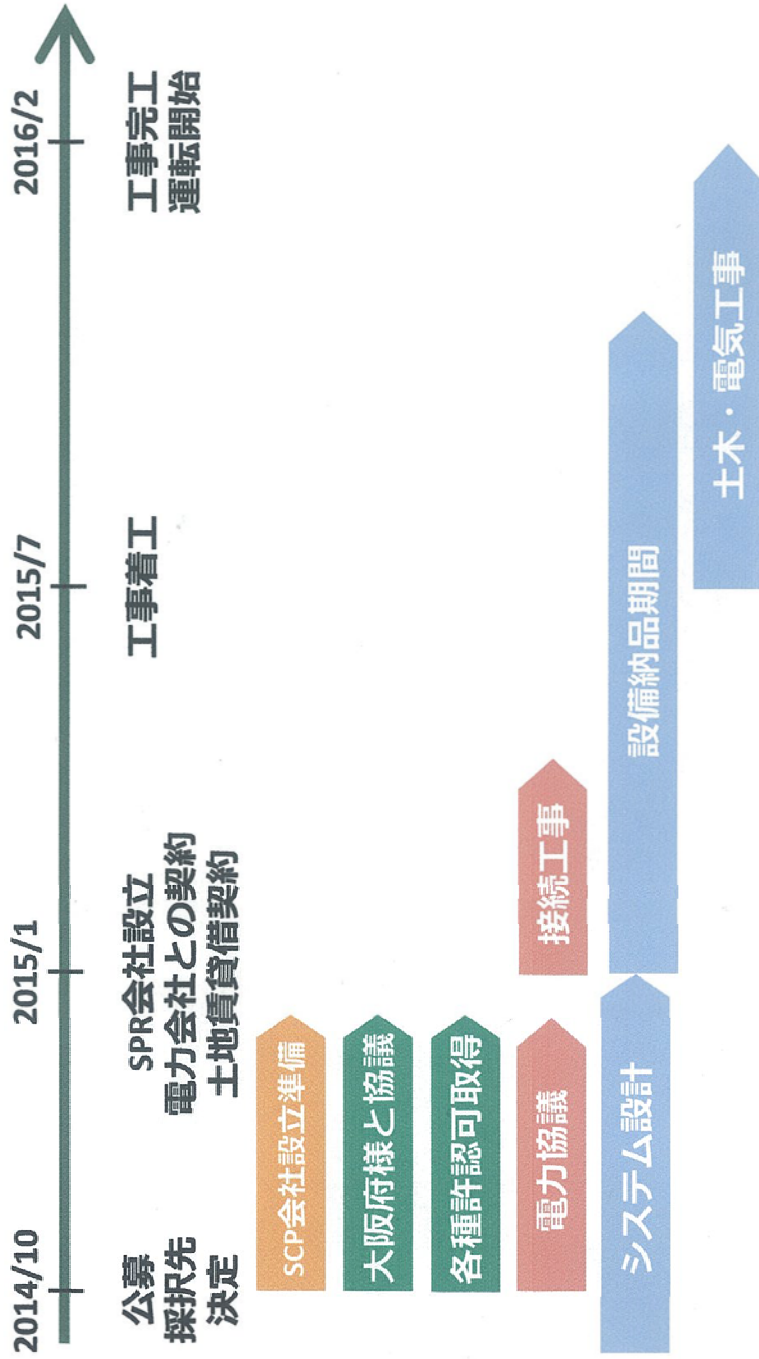 2014/10
2015/1
2015/7
2016/2
公募
採択先
決定
SPR会社設立
電力会社との契約
土地賃貸借契約
工事着工
工事完工
運転開始
SCP会社設立準備
大阪府様と協議
各種許認可取得
電力協議
接続工事
システム設計
設備納品期間
土木・電気工事